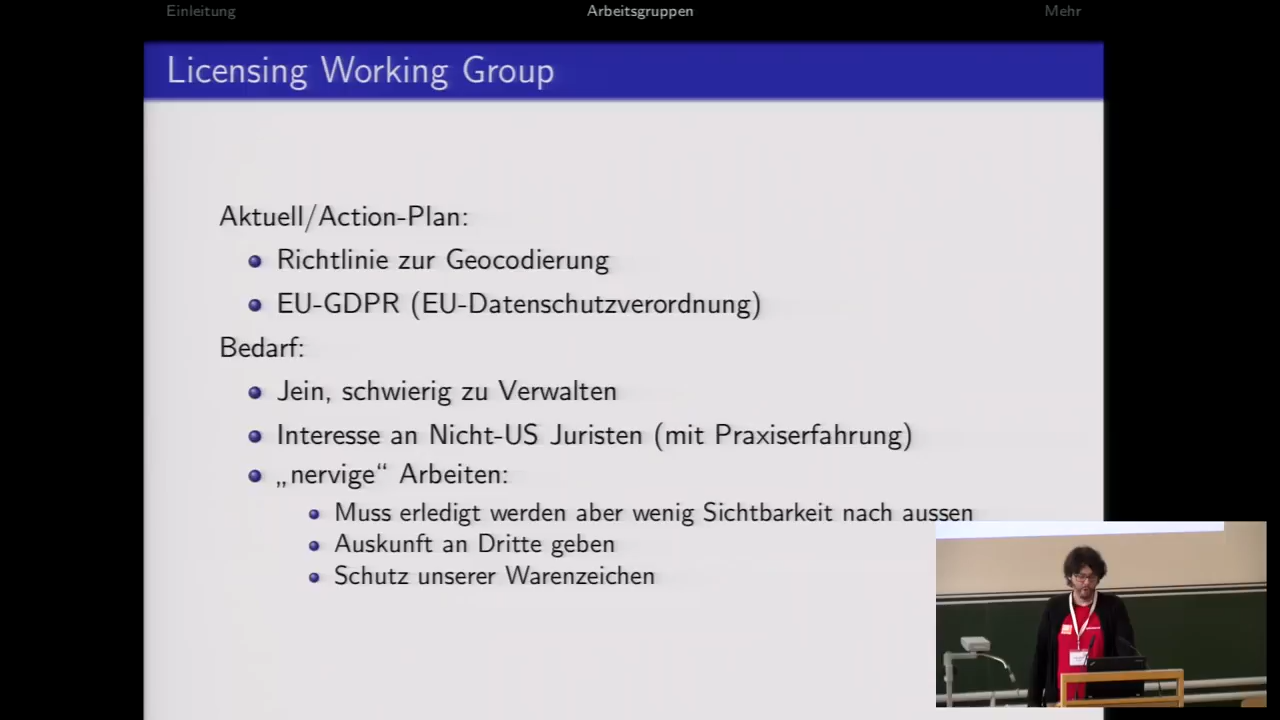 Einleitung
Arbeitsgruppen
Mehr
Licensing Working Group
Aktuell/Action-Plan:
Richtlinie zur Geocodierung
EU-GDPR (EU-Datenschutzverordnung)
Bedarf:
Jein, schwierig zu Verwalten
Interesse an Nicht-US Juristen (mit Praxiserfahrung)
„nervige“ Arbeiten:
Muss erledigt werden aber wenig Sichtbarkeit nach aussen
Auskunft an Dritte geben
Schutz unserer Warenzeichen